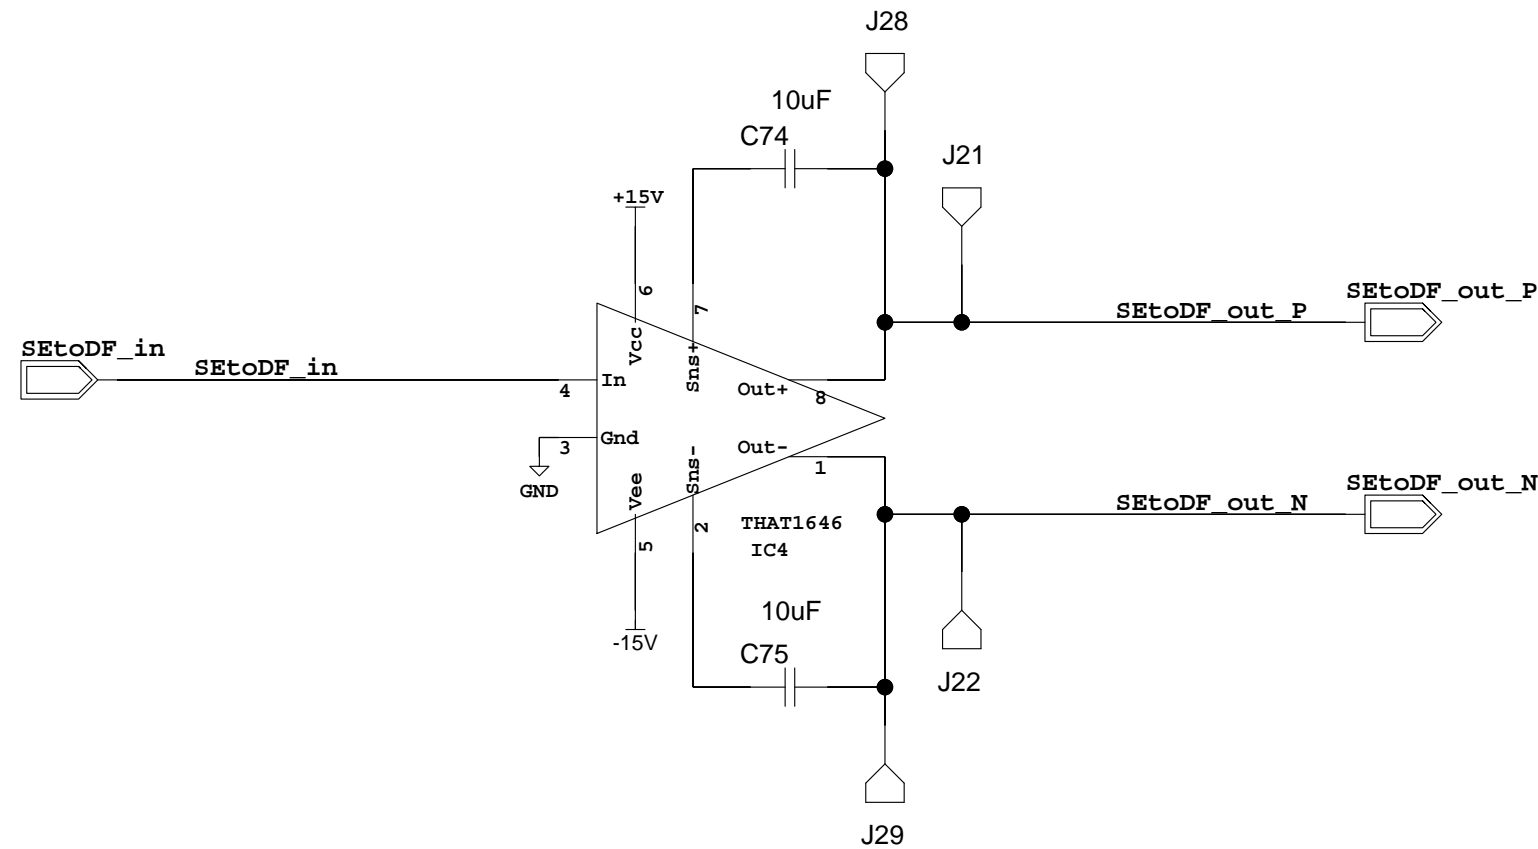 J28
10uF
C74
J21
+15V
6
7
SEtoDF_out_P
SEtoDF_out_P
SEtoDF_in
SEtoDF_in
Vcc
Sns+
In
4
Out+
8
Gnd
3
Out-
1
GND
Vee
Sns-
SEtoDF_out_N
SEtoDF_out_N
5
2
THAT1646
IC4
10uF
-15V
C75
J22
J29